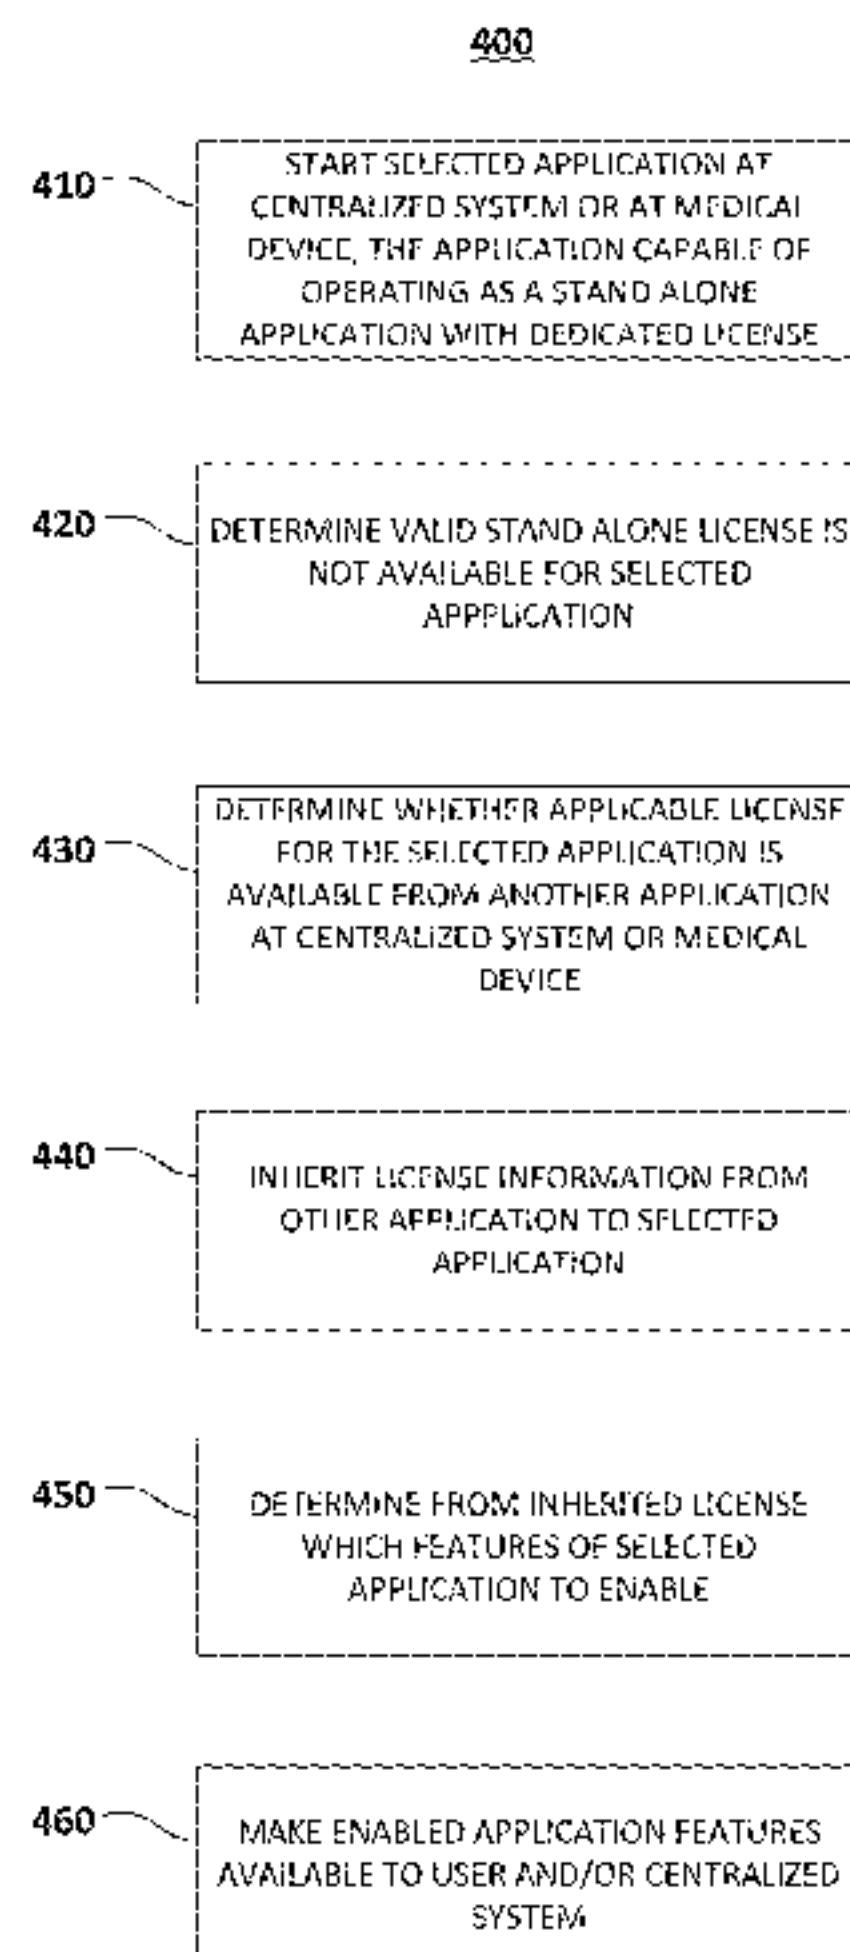 400
410
START SELECTED APPLICATION AT
CENTRALIZED SYSTEM OR AT MEDICAL
DEVICE, THE APPLICATION CAPABLE OF
OPERATING AS A STAND ALONE
APPLICATION WITH DEDICATED LICENSE
420
DETERMINE VALID STAND ALONE LICENSE IS
NOT AVAILABLE FOR SELECTED
APPPLICATION
430
DETERMINE WHETHER APPLICABLE LICENSE
FOR THE SELECTED APPLICATION IS
AVAILABLE FROM ANOTHER APPLICATION
AT CENTRALIZED SYSTEM OR MEDICAL
DEVICE
440
INHERIT LICENSE INFORMATION FROM
OTHER APPLICATION TO SELECTED
APPLICATION
450
DETERMINE FROM INHERITED LICENSE
WHICH FEATURES OF SELECTED
APPLICATION TO ENABLE
460
MAKE ENABLED APPLICATION FEATURES
AVAILABLE TO USER AND/OR CENTRALIZED
SYSTEM